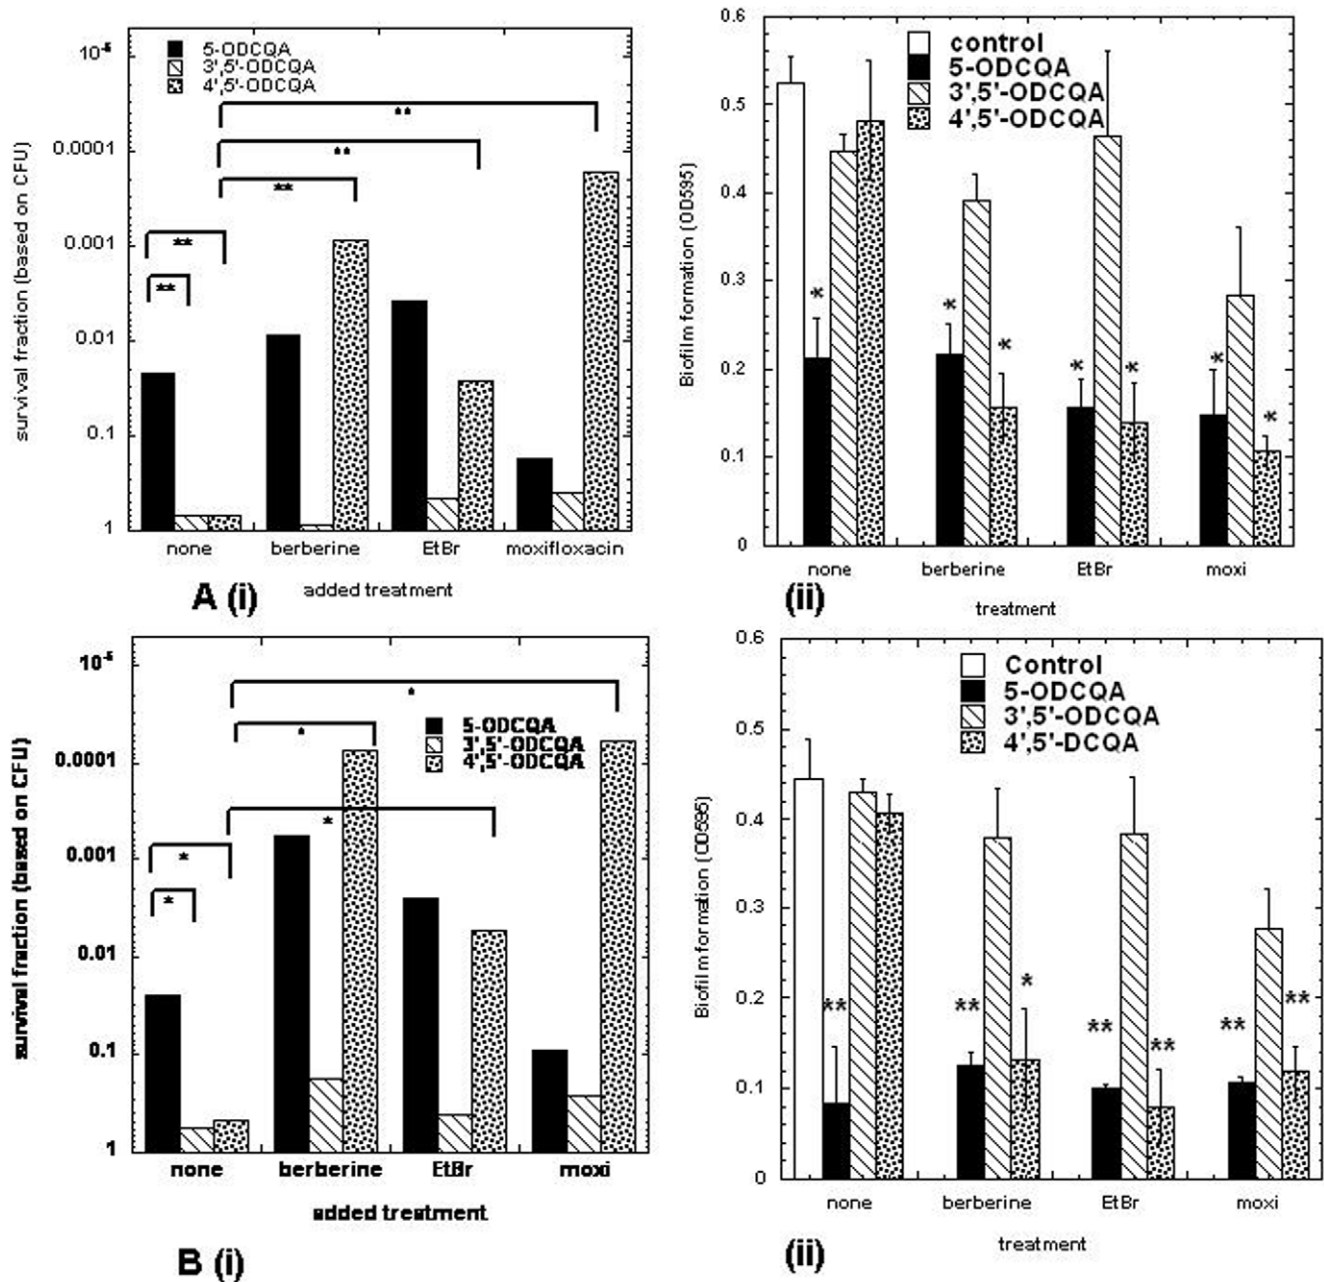 10⁻⁵
0.0001
0.001
0.01
0.1
1
survival fraction (based on CFU)
5-ODCQA
3',5'-ODCQA
4',5'-ODCQA
**
**
**
**
**
none berberine EtBr moxifloxacin
added treatment
A (i)
0.6
0.5
0.4
0.3
0.2
0.1
0
Biofilm formation (OD595)
control
5-ODCQA
3',5'-ODCQA
4',5'-ODCQA
* * * * * * *
none berberine EtBr moxi
treatment
(ii)
10⁻⁵
0.0001
0.001
0.01
0.1
1
survival fraction (based on CFU)
5-ODCQA
3',5'-ODCQA
4',5'-ODCQA
*
*
*
*
*
none berberine EtBr moxi
added treatment
B (i)
0.6
0.5
0.4
0.3
0.2
0.1
0
Biofilm formation (OD595)
Control
5-ODCQA
3',5'-ODCQA
4',5'-DCQA
** ** * ** ** ** **
none berberine EtBr moxi
treatment
(ii)